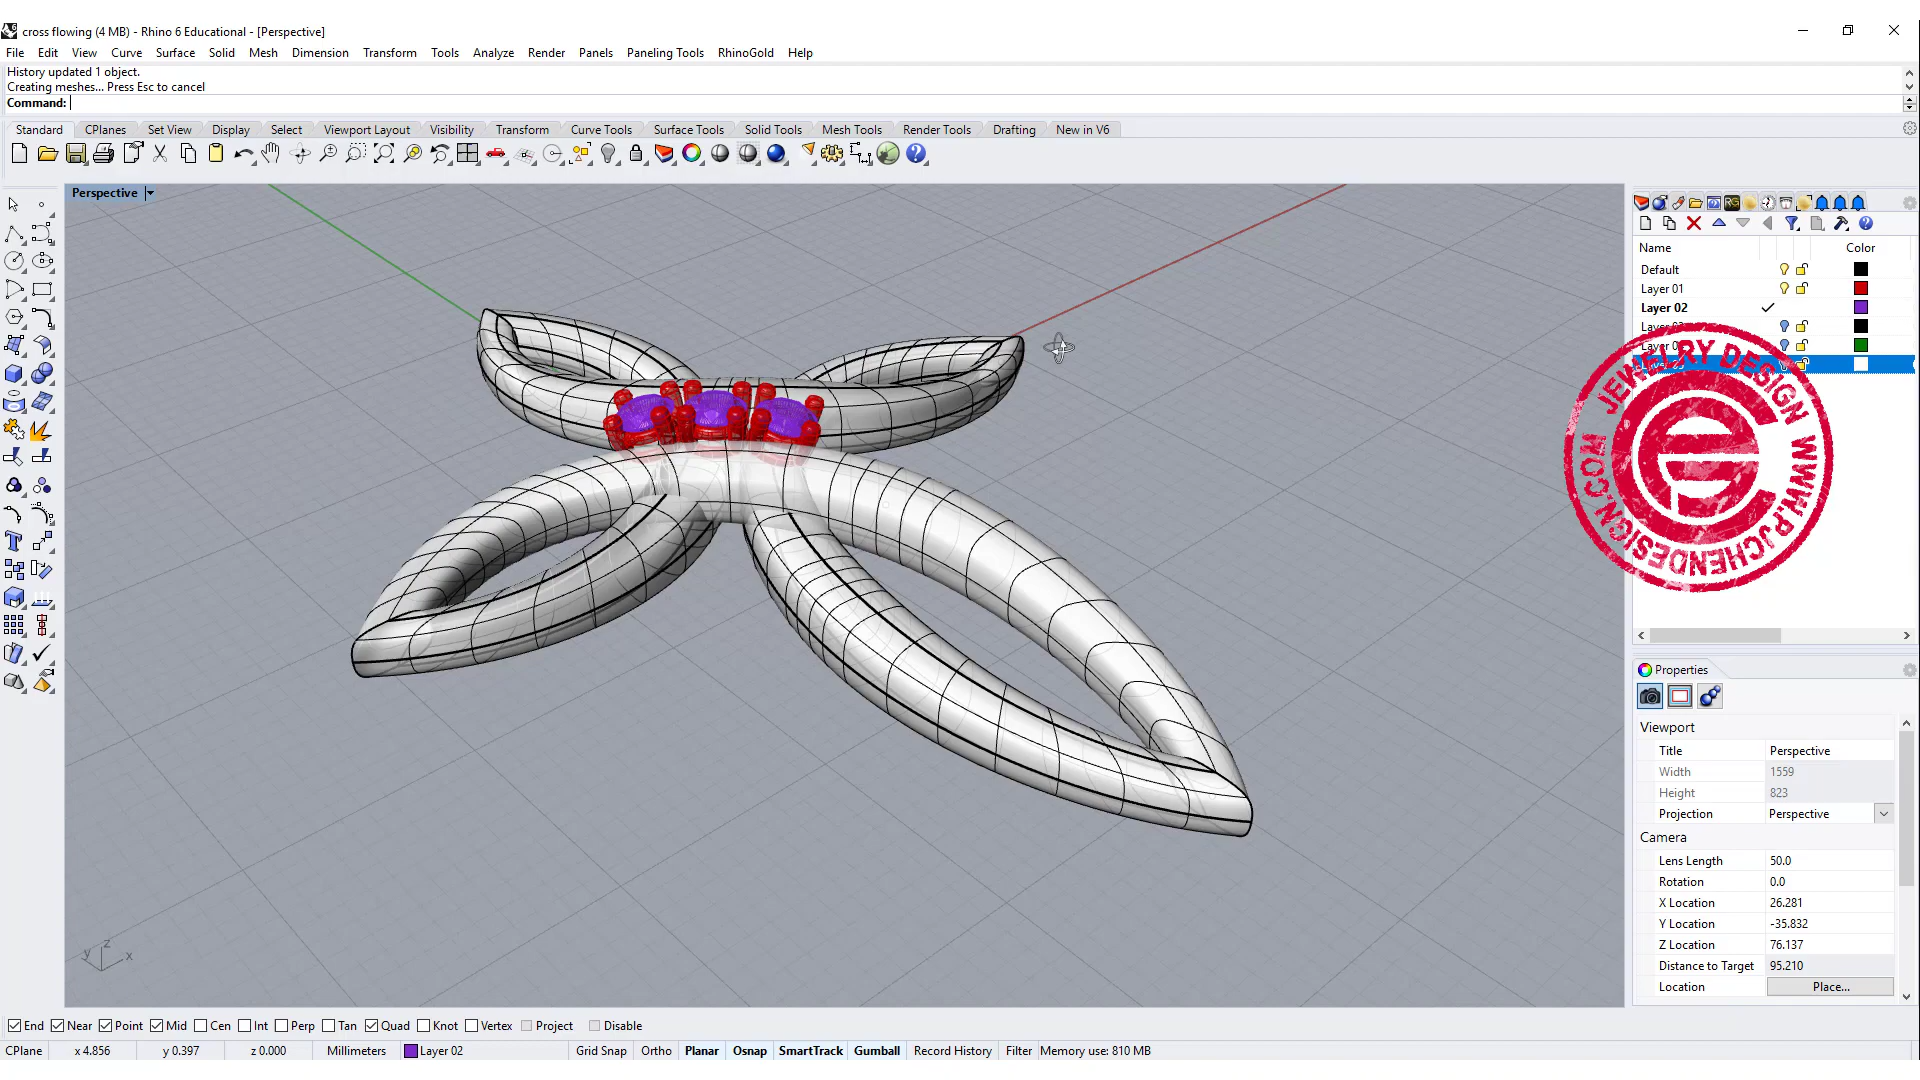 cross flowing (4 MB) - Rhino 6 Educational - [Perspective]
File Edit View Curve Surface Solid Mesh Dimension Transform Tools Analyze Render Panels Paneling Tools RhinoGold Help
History updated 1 object.
Creating meshes... Press Esc to cancel
Command:
Standard CPlanes Set View Display Select Viewport Layout Visibility Transform Curve Tools Surface Tools Solid Tools Mesh Tools Render Tools Drafting New in V6
Perspective
RG
Name Color
Default
Layer 01
Layer 02
JEWELRY DESIGN
WWW.PJCHENDESIGN.COM
Properties
Viewport
Title Perspective
Width 1559
Height 823
Projection Perspective
Camera
Lens Length 50.0
Rotation 0.0
X Location 26.281
Y Location -35.832
Z Location 76.137
Distance to Target 95.210
Location Place...
z
y x
End Near Point Mid Cen Int Perp Tan Quad Knot Vertex Project Disable
CPlane x 4.856 y 0.397 z 0.000 Millimeters Layer 02 Grid Snap Ortho Planar Osnap SmartTrack Gumball Record History Filter Memory use: 810 MB